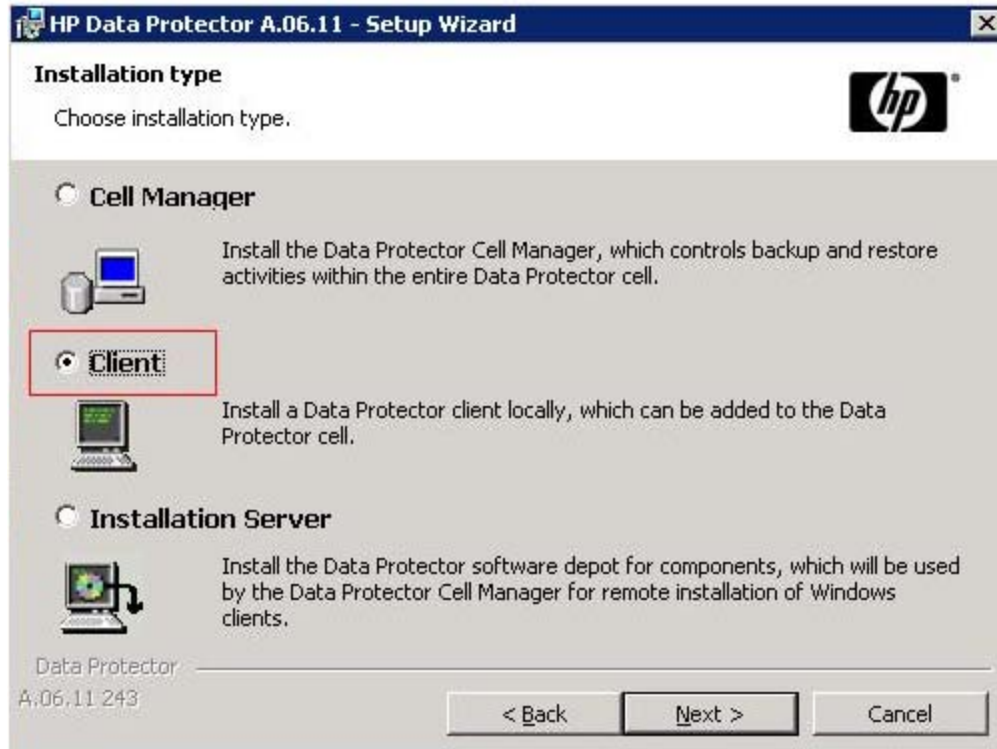 HP Data Protector A.06.11 - Setup Wizard
Installation type
Choose installation type.
hp
Cell Manager
Install the Data Protector Cell Manager, which controls backup and restore
activities within the entire Data Protector cell.
Client
Install a Data Protector client locally, which can be added to the Data
Protector cell.
Installation Server
Install the Data Protector software depot for components, which will be used
by the Data Protector Cell Manager for remote installation of Windows
clients.
Data Protector
A.06.11 243
< Back Next > Cancel